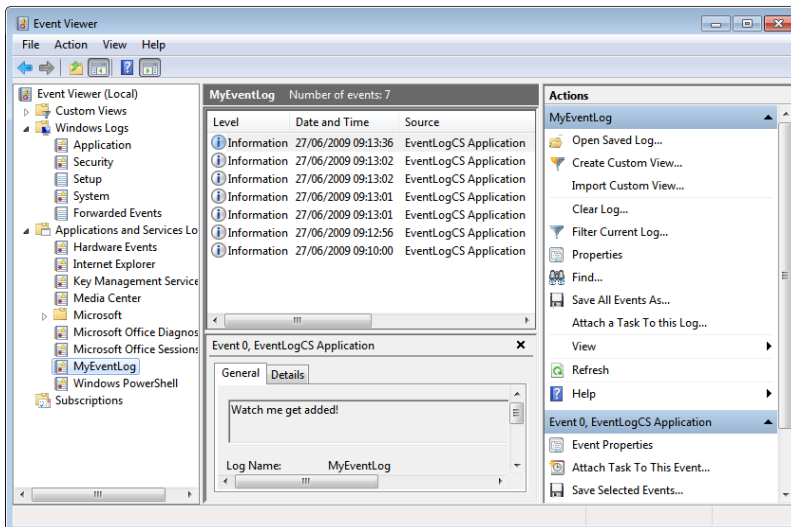 Event Viewer
File Action View Help
Event Viewer (Local)
Custom Views
Windows Logs
Application
Security
Setup
System
Forwarded Events
Applications and Services Lo
Hardware Events
Internet Explorer
Key Management Service
Media Center
Microsoft
Microsoft Office Diagnos
Microsoft Office Sessions
MyEventLog
Windows PowerShell
Subscriptions
MyEventLog Number of events: 7
Level Date and Time Source
Information 27/06/2009 09:13:36 EventLogCS Application
Information 27/06/2009 09:13:02 EventLogCS Application
Information 27/06/2009 09:13:02 EventLogCS Application
Information 27/06/2009 09:13:01 EventLogCS Application
Information 27/06/2009 09:13:01 EventLogCS Application
Information 27/06/2009 09:12:56 EventLogCS Application
Information 27/06/2009 09:10:00 EventLogCS Application
Event 0, EventLogCS Application
General Details
Watch me get added!
Log Name: MyEventLog
Actions
MyEventLog
Open Saved Log...
Create Custom View...
Import Custom View...
Clear Log...
Filter Current Log...
Properties
Find...
Save All Events As...
Attach a Task To this Log...
View
Refresh
Help
Event 0, EventLogCS Application
Event Properties
Attach Task To This Event...
Save Selected Events...